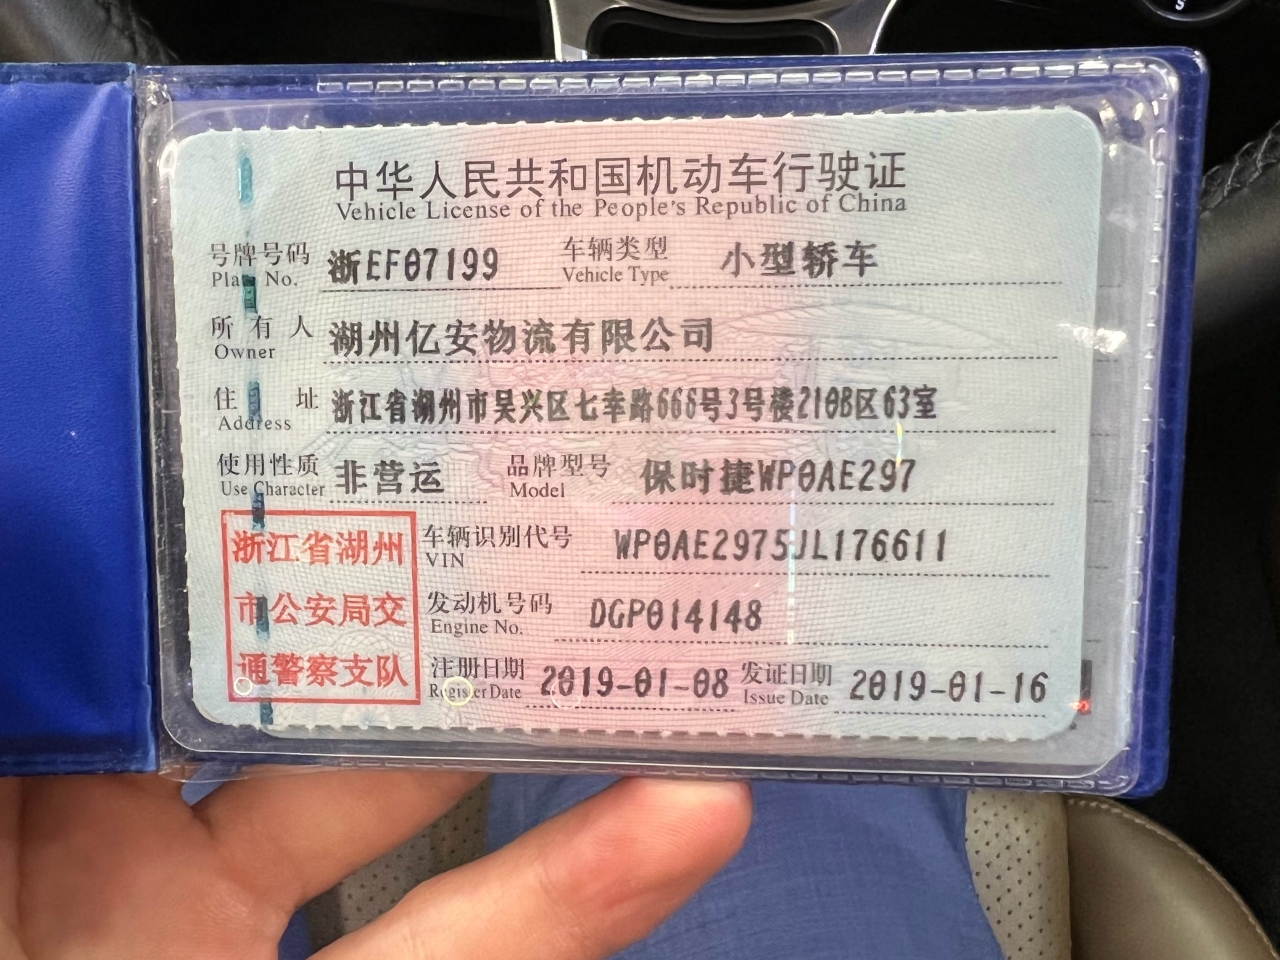 中华人民共和国机动车行驶证
Vehicle License of the People's Republic of China
号牌号码 浙EF07199 车辆类型 小型轿车
Plate No. Vehicle Type
所有人 湖州亿安物流有限公司
Owner
住址 浙江省湖州市吴兴区七幸路666号3号楼210B区63室
Address
使用性质 非营运 品牌型号 保时捷WP0AE297
Use Character Model
浙江省湖州
市公安局交
通警察支队
车辆识别代号 WP0AE2975JL176611
VIN
发动机号码 DGP014148
Engine No.
注册日期 2019-01-08 发证日期 2019-01-16
Register Date Issue Date